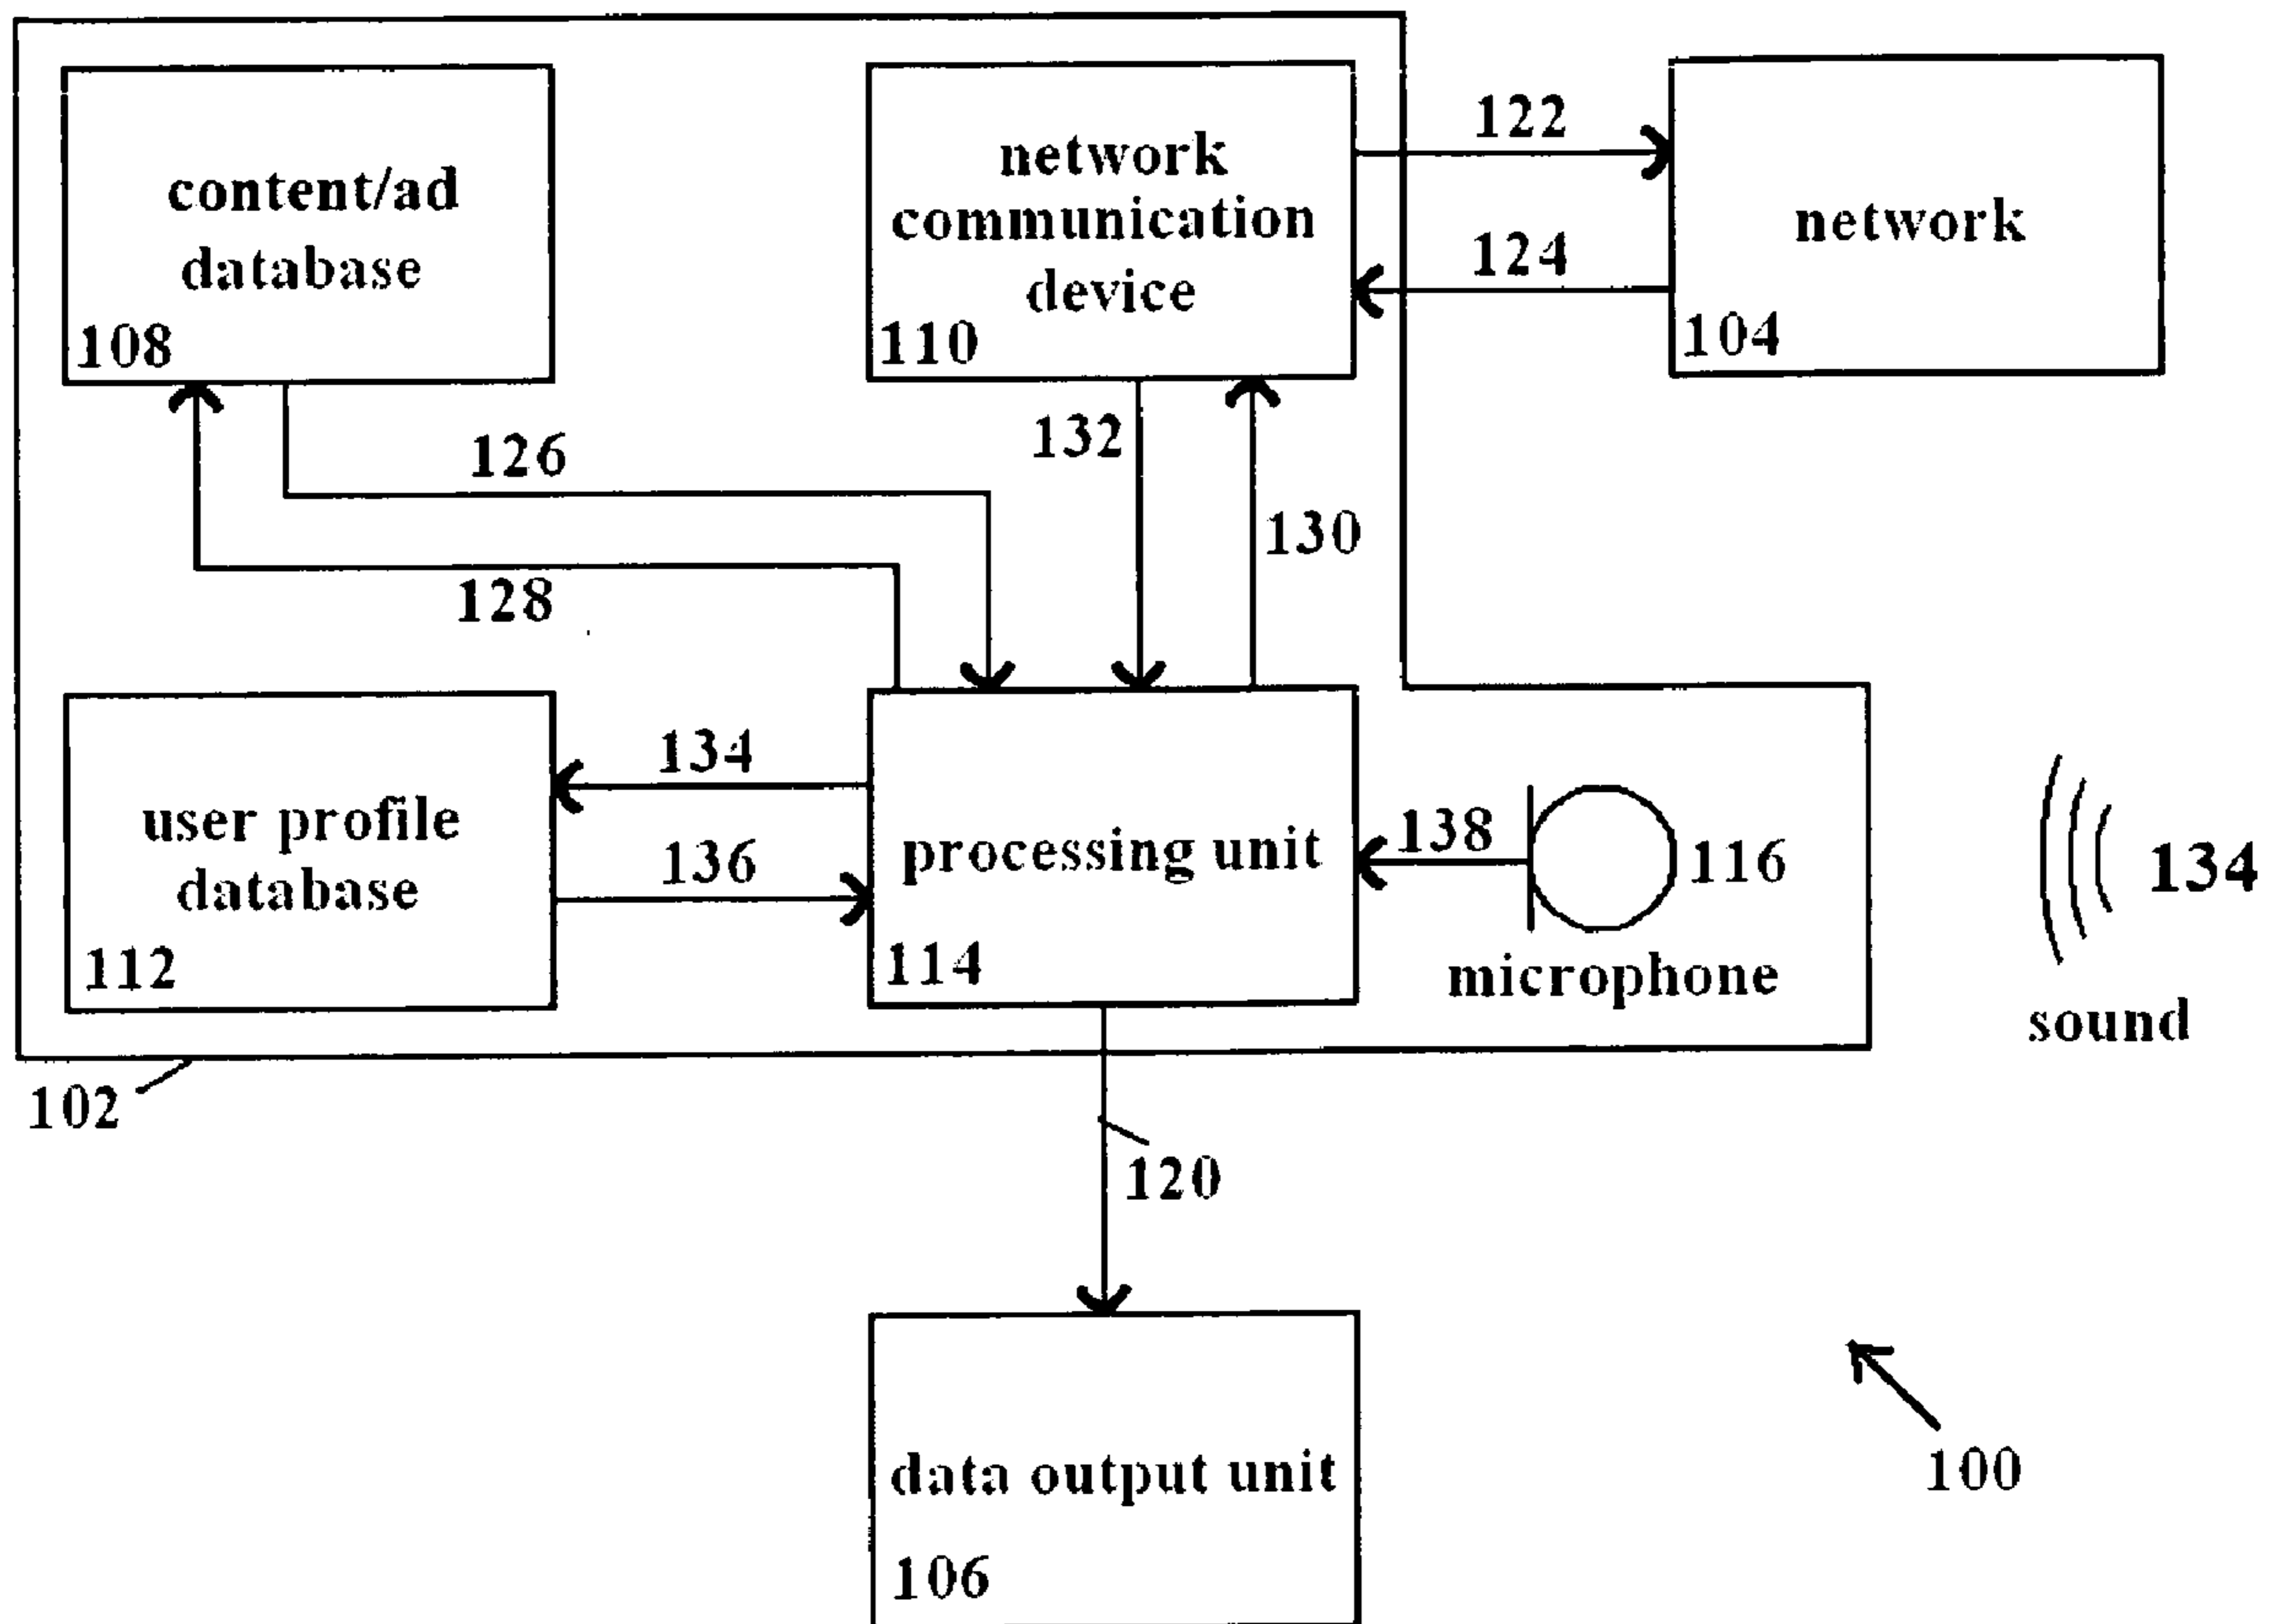 content/ad
database
108
network
communication
device
110
122
124
network
104
126
128
132
130
user profile
database
112
134
136
processing unit
114
138
116
microphone
134
sound
102
120
data output unit
106
100